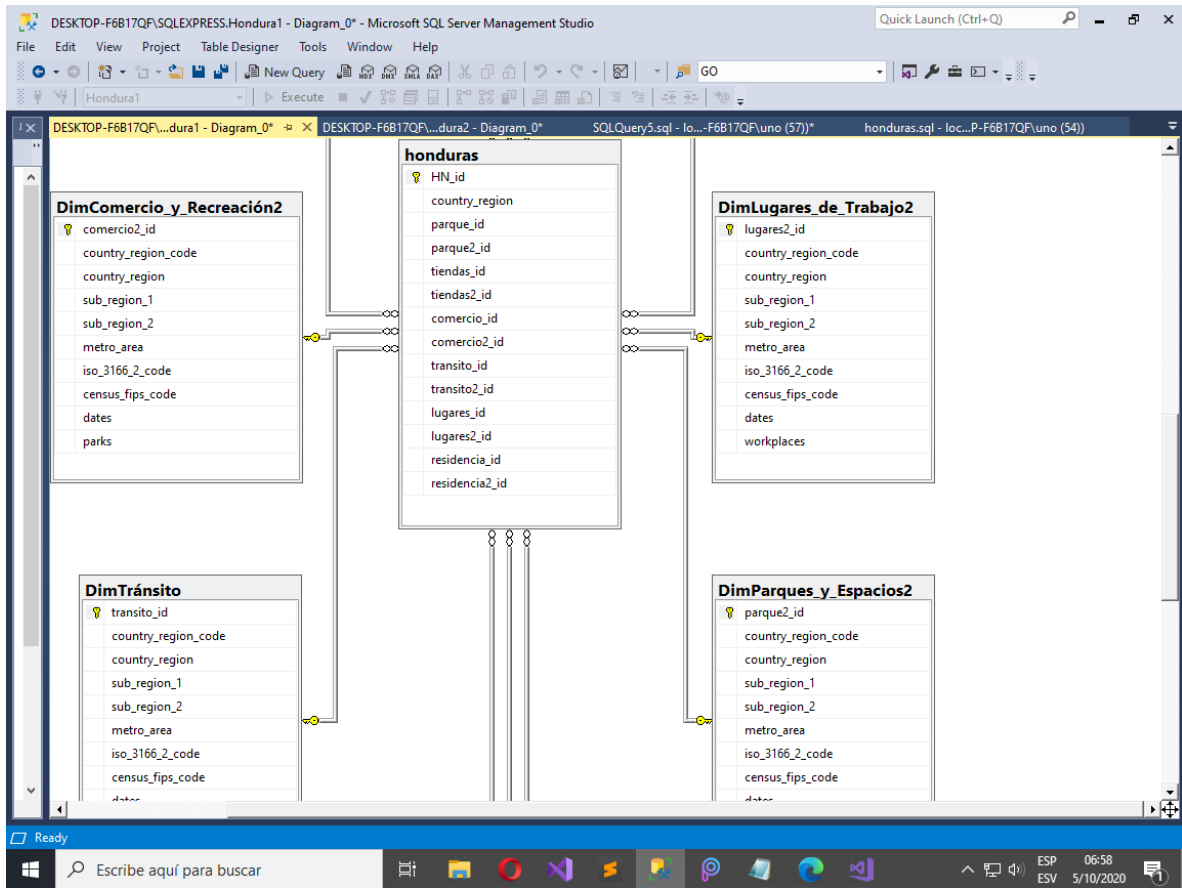 DESKTOP-F6B17QF\SQLEXPRESS.Hondura1 - Diagram_0* - Microsoft SQL Server Management Studio
Quick Launch (Ctrl+Q)
File Edit View Project Table Designer Tools Window Help
New Query MDX DMX XMLA DAX GO
Hondura1 Execute
DESKTOP-F6B17QF\...dura1 - Diagram_0* DESKTOP-F6B17QF\...dura2 - Diagram_0* SQLQuery5.sql - lo...-F6B17QF\uno (57))* honduras.sql - loc...P-F6B17QF\uno (54))
honduras
HN_id
country_region
parque_id
parque2_id
tiendas_id
tiendas2_id
comercio_id
comercio2_id
transito_id
transito2_id
lugares_id
lugares2_id
residencia_id
residencia2_id
DimComercio_y_Recreación2
comercio2_id
country_region_code
country_region
sub_region_1
sub_region_2
metro_area
iso_3166_2_code
census_fips_code
dates
parks
DimLugares_de_Trabajo2
lugares2_id
country_region_code
country_region
sub_region_1
sub_region_2
metro_area
iso_3166_2_code
census_fips_code
dates
workplaces
DimTránsito
transito_id
country_region_code
country_region
sub_region_1
sub_region_2
metro_area
iso_3166_2_code
census_fips_code
dates
DimParques_y_Espacios2
parque2_id
country_region_code
country_region
sub_region_1
sub_region_2
metro_area
iso_3166_2_code
census_fips_code
dates
Ready
Escribe aquí para buscar
ESP 06:58
ESV 5/10/2020